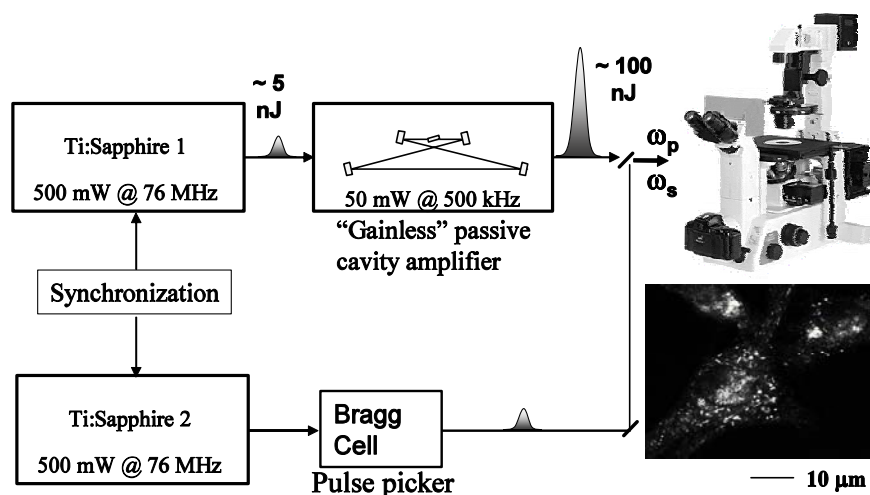 ~ 5
nJ
~ 100
nJ
Ti:Sapphire 1
500 mW @ 76 MHz
50 mW @ 500 kHz
“Gainless” passive
cavity amplifier
ωp
ωs
Synchronization
Ti:Sapphire 2
500 mW @ 76 MHz
Bragg
Cell
Pulse picker
10 μm